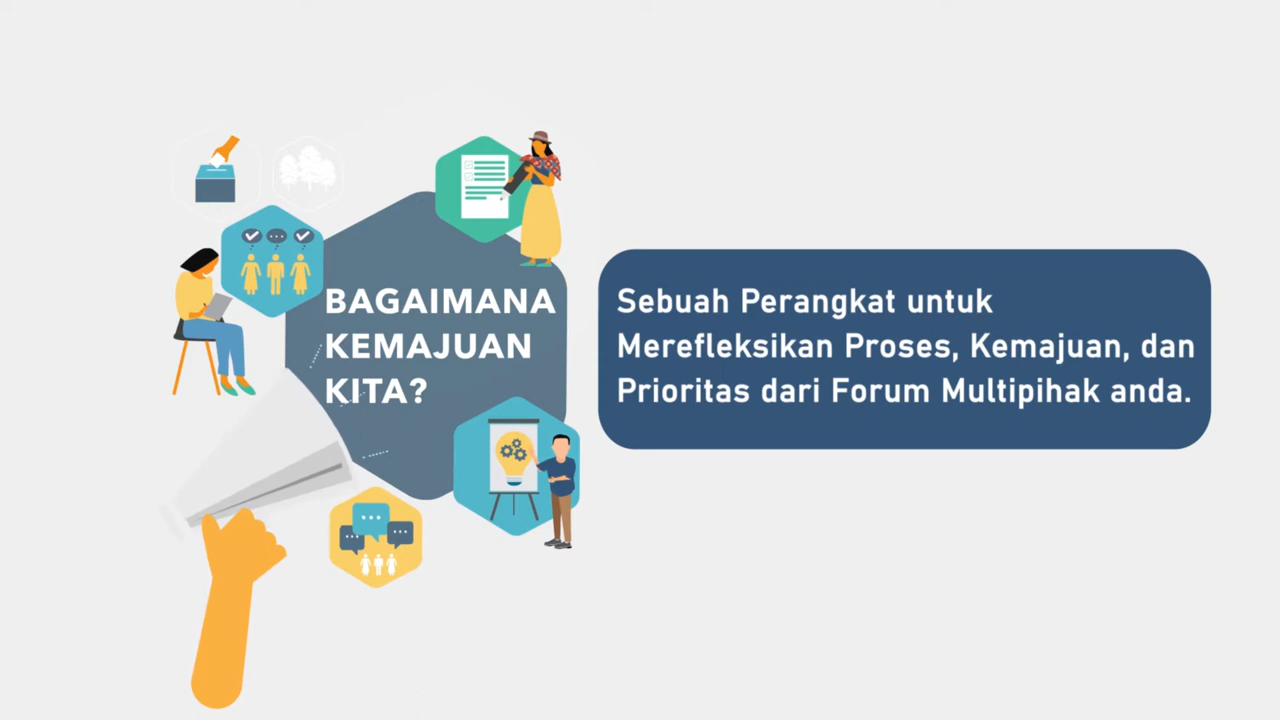 BAGAIMANA
KEMAJUAN
KITA?
Sebuah Perangkat untuk
Merefleksikan Proses, Kemajuan, dan
Prioritas dari Forum Multipihak anda.